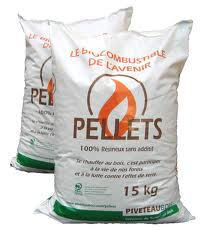 LE BIOCOMBUSTIBLE
DE L'AVENIR
PELLETS
100% Résineux sans additif
Se chauffer au bois, c'est participer
à la vie de nos forêts
et à la lutte contre l'effet de serre.
15 kg
PIVETEAU